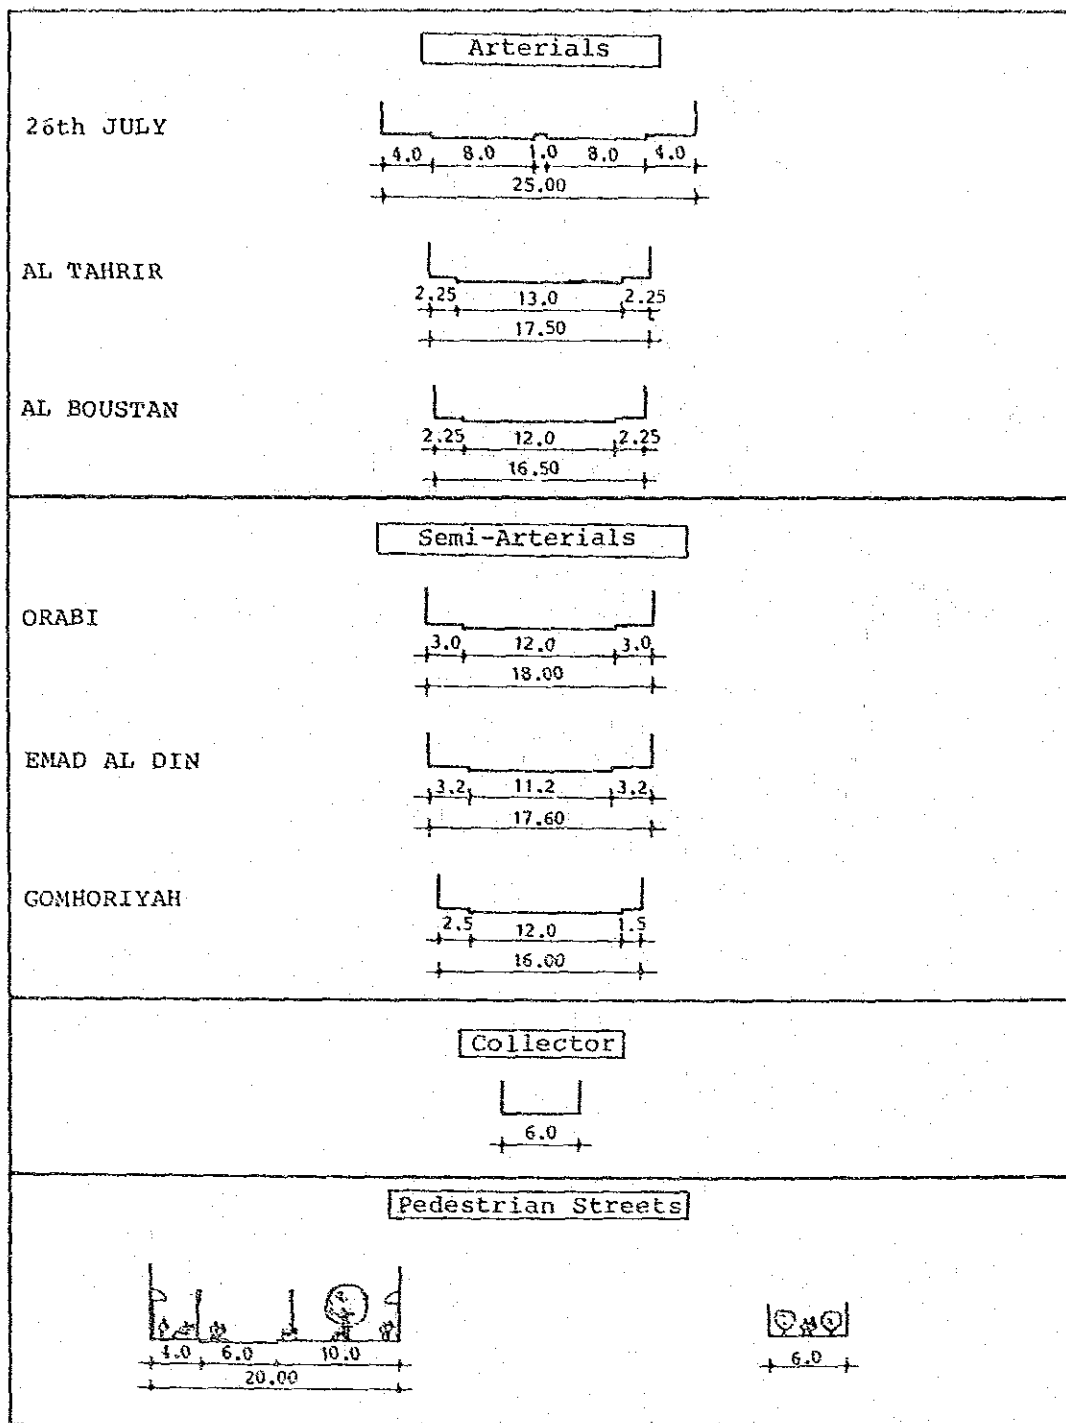 Arterials
26th JULY
4.0 8.0 1.0 8.0 4.0
25.00
AL TAHRIR
2.25 13.0 2.25
17.50
AL BOUSTAN
2.25 12.0 2.25
16.50
Semi-Arterials
ORABI
3.0 12.0 3.0
18.00
EMAD AL DIN
3.2 11.2 3.2
17.60
GOMHORIYAH
2.5 12.0 1.5
16.00
Collector
6.0
Pedestrian Streets
4.0 6.0 10.0
20.00
6.0